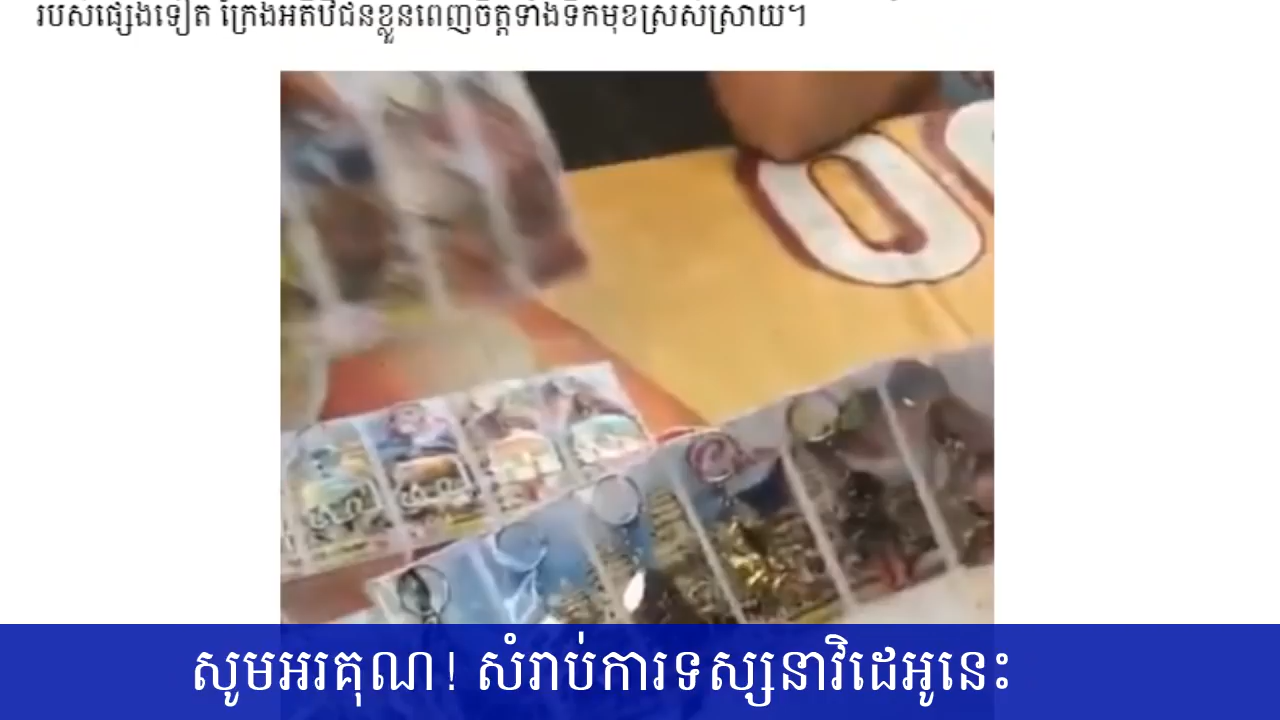 របស់ផ្សេងទៀត ក្រែងអតិថិជនខ្លួនពេញចិត្តទាំងទឹកមុខស្រស់ស្រាយ។
សូមអរគុណ! សំរាប់ការទស្សនាវិដេអូនេះ